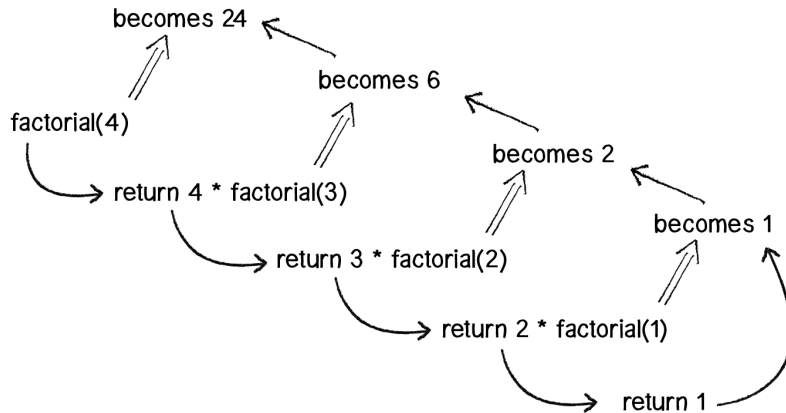 becomes 24
becomes 6
factorial(4)
becomes 2
return 4 * factorial(3)
becomes 1
return 3 * factorial(2)
return 2 * factorial(1)
return 1